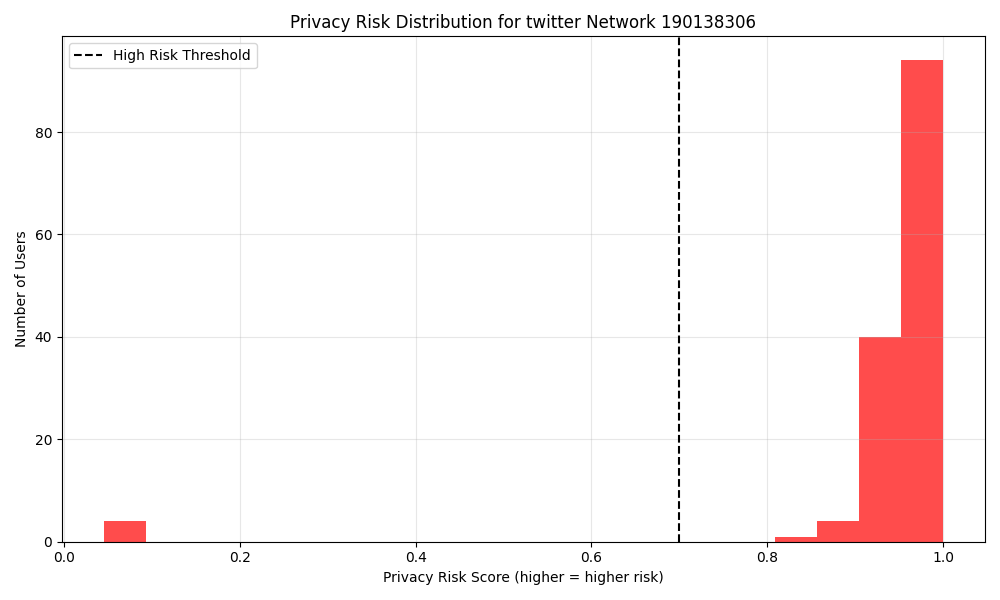 Privacy Risk Distribution for twitter Network 190138306
High Risk Threshold
Number of Users
80
60
40
20
0
0.0 0.2 0.4 0.6 0.8 1.0
Privacy Risk Score (higher = higher risk)